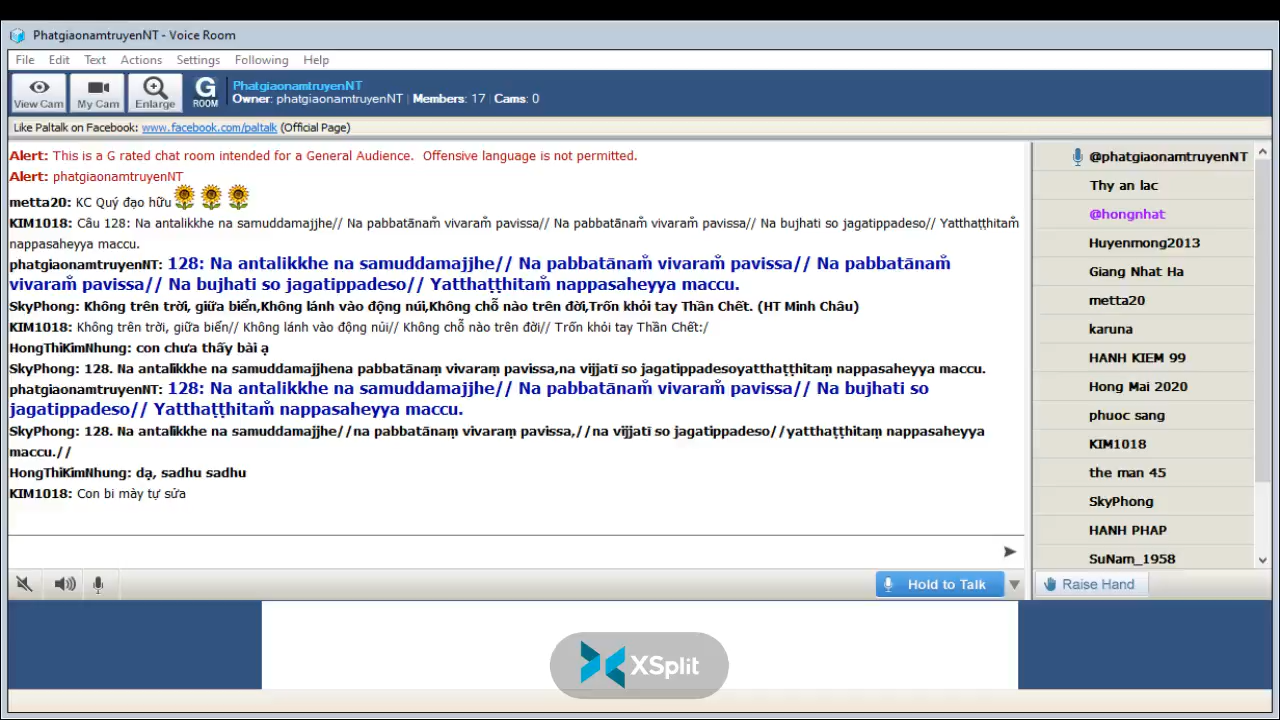 PhatgiaonamtruyenNT - Voice Room
File Edit Text Actions Settings Following Help
View Cam My Cam Enlarge G ROOM
PhatgiaonamtruyenNT
Owner: phatgiaonamtruyenNT | Members: 17 | Cams: 0
Like Paltalk on Facebook: www.facebook.com/paltalk (Official Page)
Alert: This is a G rated chat room intended for a General Audience. Offensive language is not permitted.
Alert: phatgiaonamtruyenNT
metta20: KC Quý đạo hữu
KIM1018: Câu 128: Na antalikkhe na samuddamajjhe// Na pabbatānaṁ vivaraṁ pavissa// Na pabbatānaṁ vivaraṁ pavissa// Na bujhati so jagatippadeso// Yatthaṭṭhitaṁ
nappasaheyya maccu.
phatgiaonamtruyenNT: 128: Na antalikkhe na samuddamajjhe// Na pabbatānaṁ vivaraṁ pavissa// Na pabbatānaṁ
vivaraṁ pavissa// Na bujhati so jagatippadeso// Yatthaṭṭhitaṁ nappasaheyya maccu.
SkyPhong: Không trên trời, giữa biển,Không lánh vào động núi,Không chỗ nào trên đời,Trốn khỏi tay Thần Chết. (HT Minh Châu)
KIM1018: Không trên trời, giữa biển// Không lánh vào động núi// Không chỗ nào trên đời// Trốn khỏi tay Thần Chết:/
HongThiKimNhung: con chưa thấy bài ạ
SkyPhong: 128. Na antalikkhe na samuddamajjhena pabbatānaṃ vivaraṃ pavissa,na vijjatī so jagatippadesoyatthaṭṭhitaṃ nappasaheyya maccu.
phatgiaonamtruyenNT: 128: Na antalikkhe na samuddamajjhe// Na pabbatānaṁ vivaraṁ pavissa// Na bujhati so
jagatippadeso// Yatthaṭṭhitaṁ nappasaheyya maccu.
SkyPhong: 128. Na antalikkhe na samuddamajjhe//na pabbatānaṃ vivaraṃ pavissa,//na vijjatī so jagatippadeso//yatthaṭṭhitaṃ nappasaheyya
maccu.//
HongThiKimNhung: dạ, sadhu sadhu
KIM1018: Con bi mày tự sửa
@phatgiaonamtruyenNT
Thy an lac
@hongnhat
Huyenmong2013
Giang Nhat Ha
metta20
karuna
HANH KIEM 99
Hong Mai 2020
phuoc sang
KIM1018
the man 45
SkyPhong
HANH PHAP
SuNam_1958
Hold to Talk
Raise Hand
XSplit